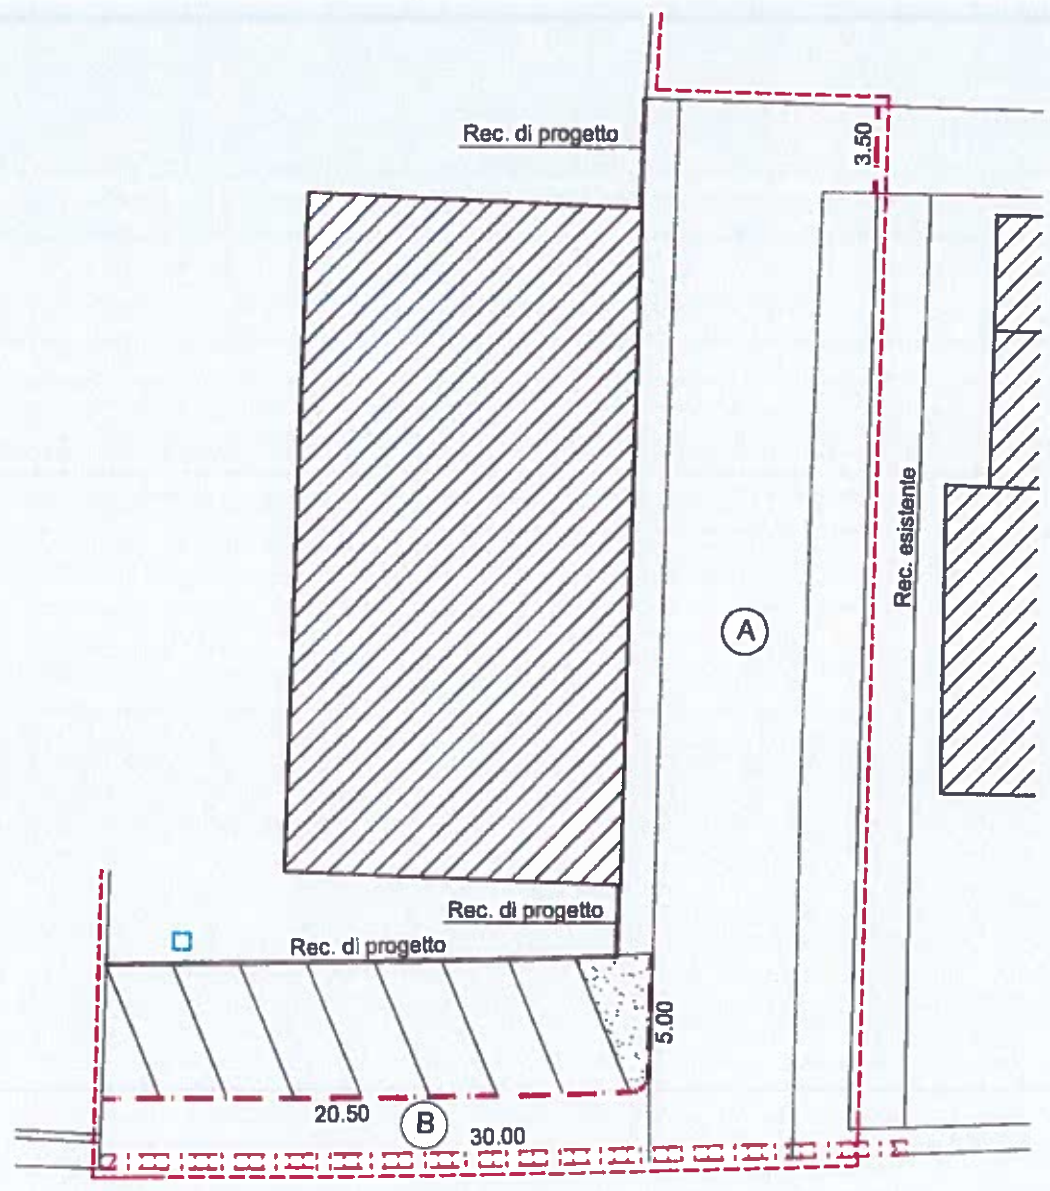 Rec. di progetto
3.50
Rec. esistente
A
Rec. di progetto
Rec. di progetto
5.00
20.50
B
30.00